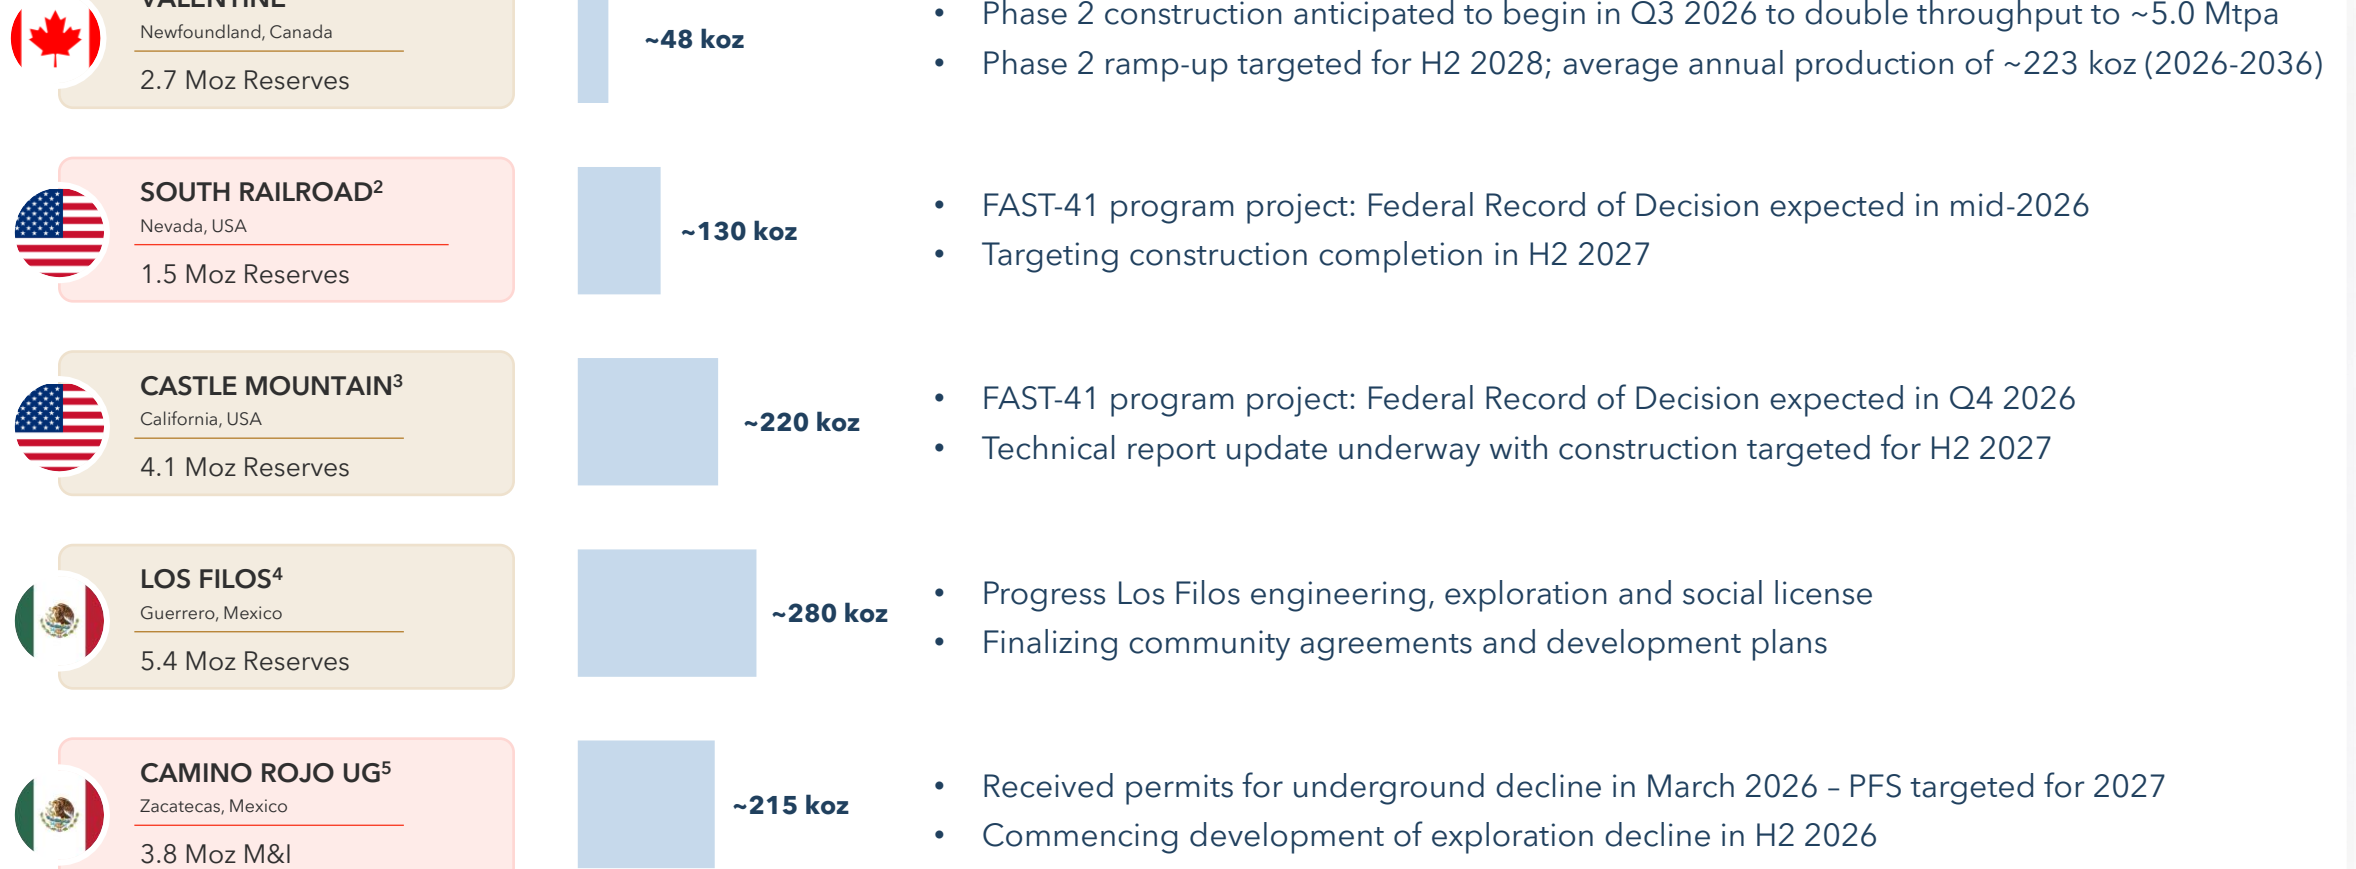 VALENTINE
Newfoundland, Canada
2.7 Moz Reserves
~48 koz
• Phase 2 construction anticipated to begin in Q3 2026 to double throughput to ~5.0 Mtpa
• Phase 2 ramp-up targeted for H2 2028; average annual production of ~223 koz (2026-2036)
SOUTH RAILROAD²
Nevada, USA
1.5 Moz Reserves
~130 koz
• FAST-41 program project: Federal Record of Decision expected in mid-2026
• Targeting construction completion in H2 2027
CASTLE MOUNTAIN³
California, USA
4.1 Moz Reserves
~220 koz
• FAST-41 program project: Federal Record of Decision expected in Q4 2026
• Technical report update underway with construction targeted for H2 2027
LOS FILOS⁴
Guerrero, Mexico
5.4 Moz Reserves
~280 koz
• Progress Los Filos engineering, exploration and social license
• Finalizing community agreements and development plans
CAMINO ROJO UG⁵
Zacatecas, Mexico
3.8 Moz M&I
~215 koz
• Received permits for underground decline in March 2026 – PFS targeted for 2027
• Commencing development of exploration decline in H2 2026